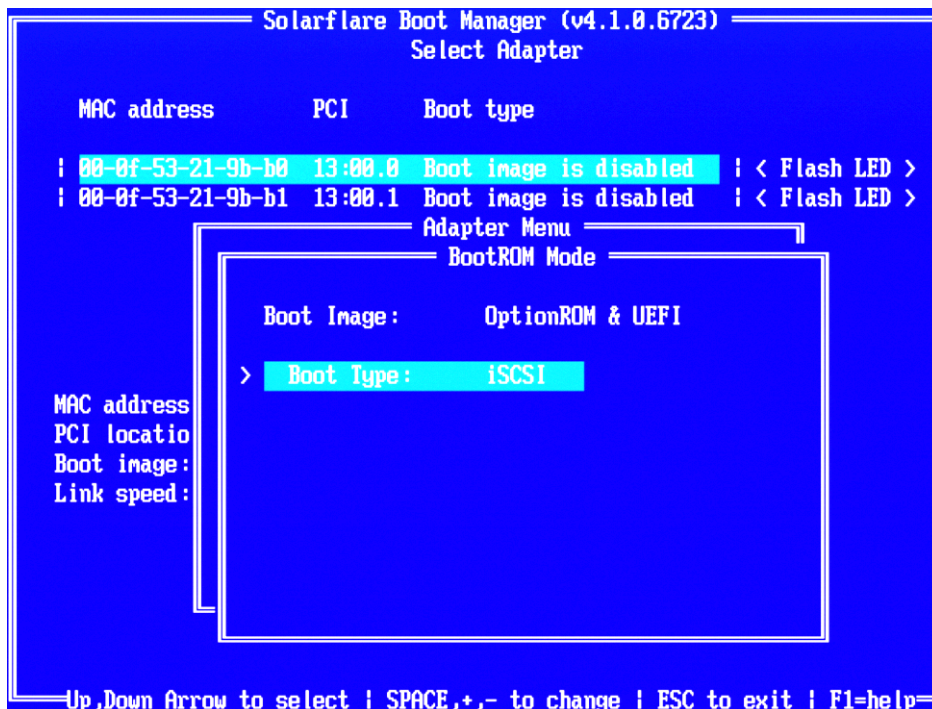 Solarflare Boot Manager (v4.1.0.6723)
Select Adapter
MAC address PCI Boot type
| 00-0f-53-21-9b-b0 13:00.0 Boot image is disabled | < Flash LED >
| 00-0f-53-21-9b-b1 13:00.1 Boot image is disabled | < Flash LED >
Adapter Menu
BootROM Mode
Boot Image: OptionROM & UEFI
> Boot Type: iSCSI
MAC address
PCI locatio
Boot image:
Link speed:
Up,Down Arrow to select | SPACE,+,- to change | ESC to exit | F1=help